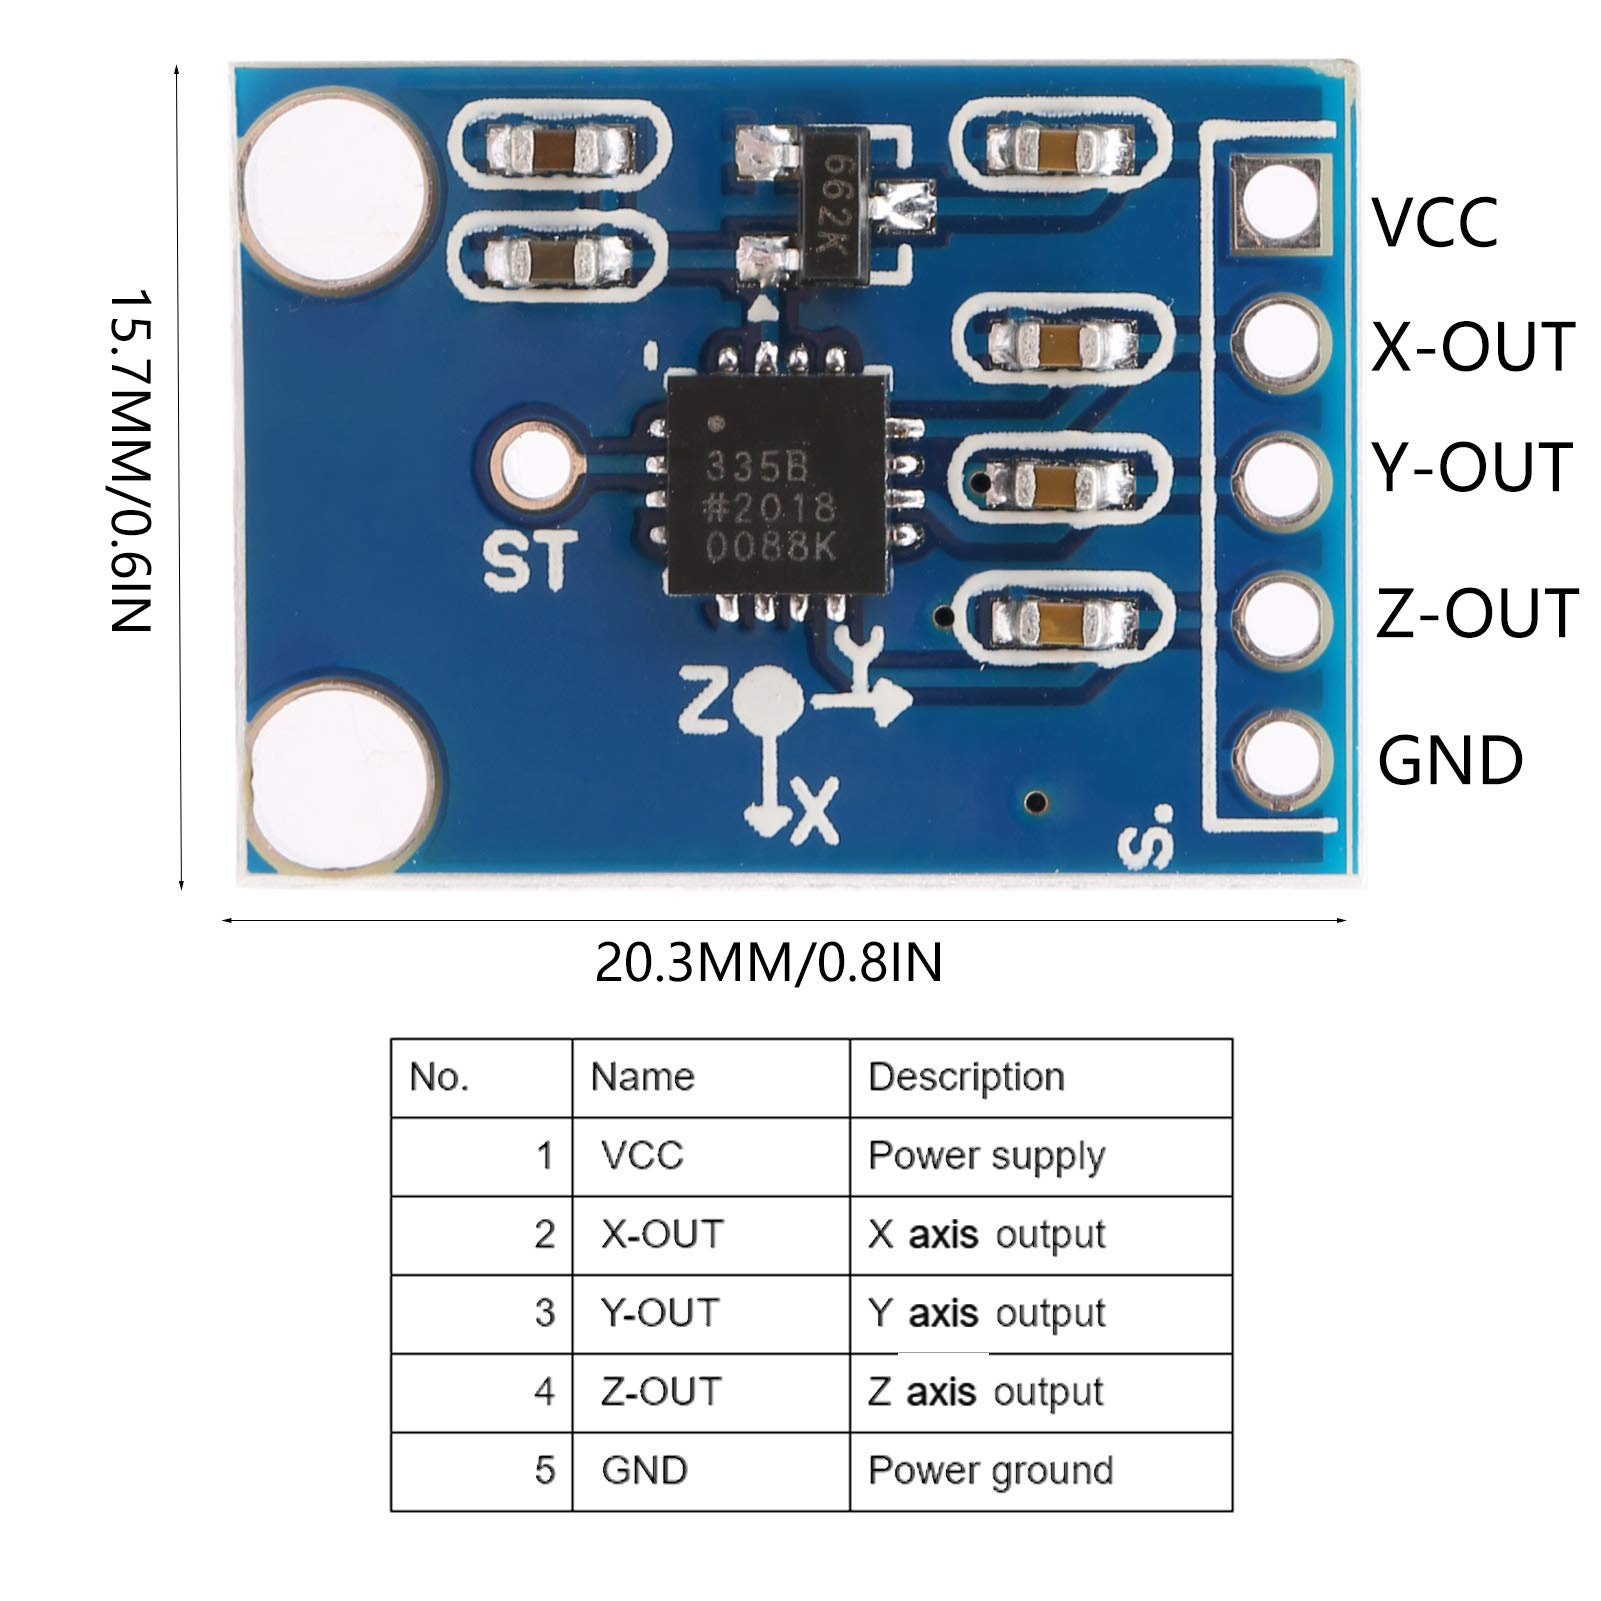 662K
VCC
X-OUT
Y-OUT
Z-OUT
GND
335B
#2018
0088K
ST
Z
Y
X
S.
15.7MM/0.6IN
20.3MM/0.8IN
No. Name Description
1 VCC Power supply
2 X-OUT X axis output
3 Y-OUT Y axis output
4 Z-OUT Z axis output
5 GND Power ground